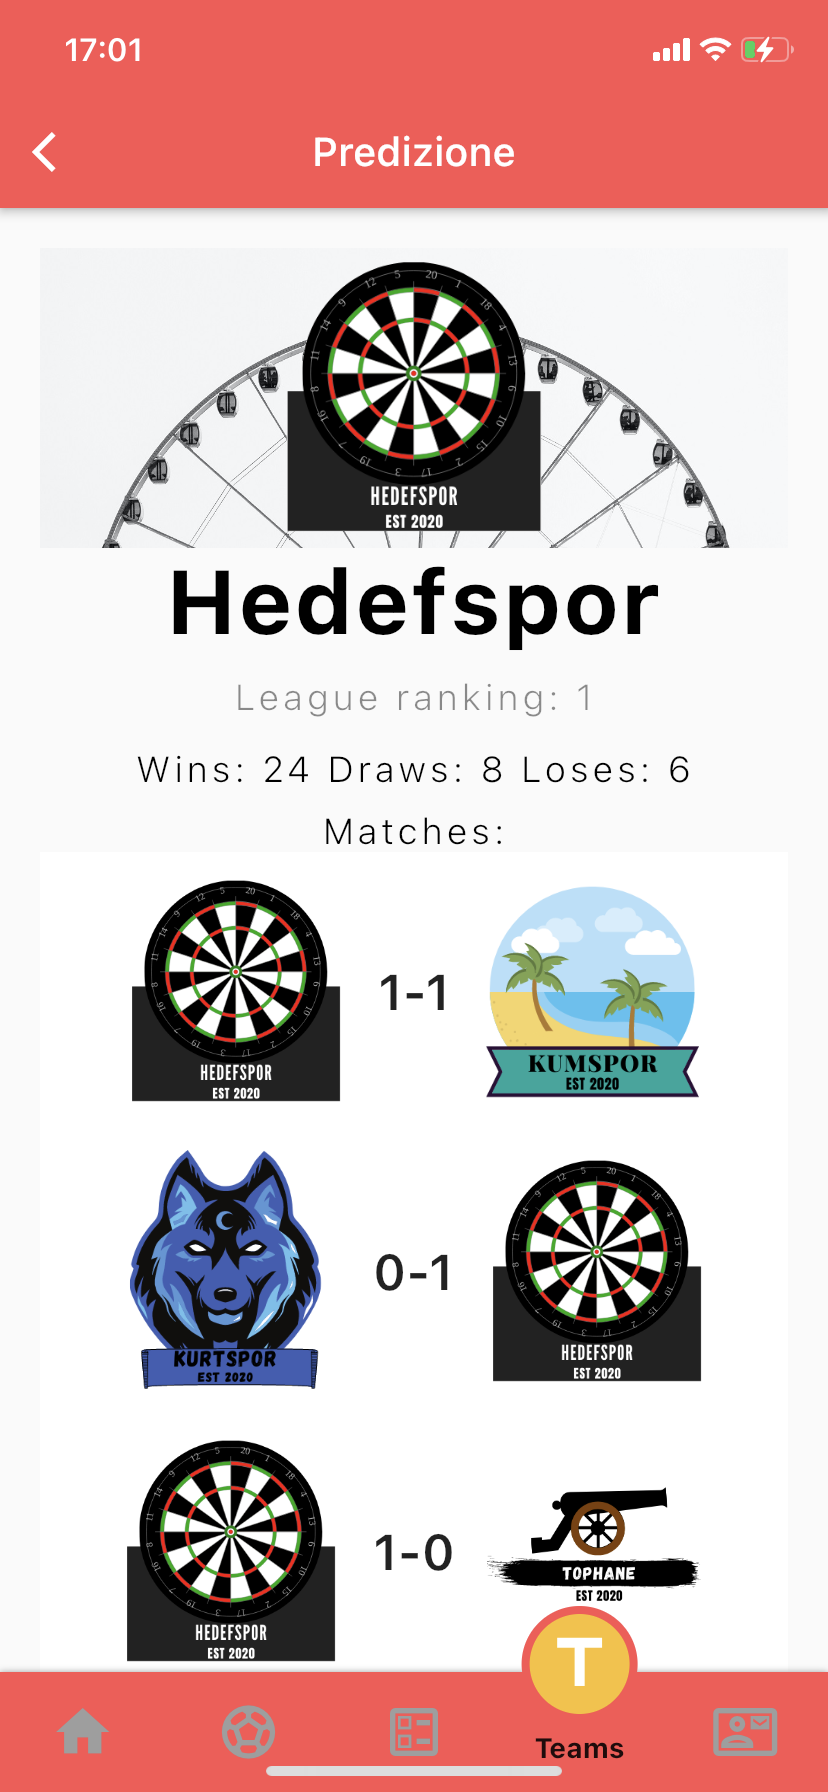 17:01
Predizione
HEDEFSPOR
EST 2020
Hedefspor
League ranking: 1
Wins: 24 Draws: 8 Loses: 6
Matches:
HEDEFSPOR
EST 2020
1-1
KUMSPOR
EST 2020
KURTSPOR
EST 2020
0-1
HEDEFSPOR
EST 2020
HEDEFSPOR
EST 2020
1-0
TOPHANE
EST 2020
T
Teams